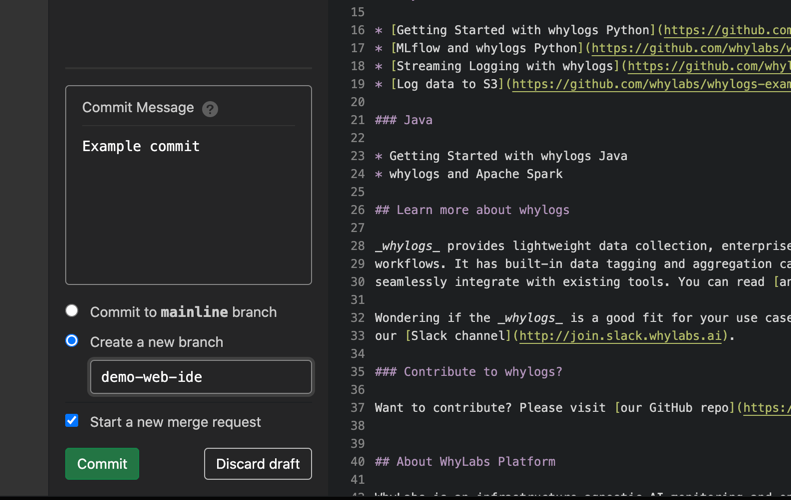 Commit Message ?
Example commit
Commit to mainline branch
Create a new branch
demo-web-ide
Start a new merge request
Commit Discard draft
15
16 * [Getting Started with whylogs Python](https://github.com
17 * [MLflow and whylogs Python](https://github.com/whylabs/
18 * [Streaming Logging with whylogs](https://github.com/
19 * [Log data to S3](https://github.com/whylabs/whylogs-exam
20
21 ### Java
22
23 * Getting Started with whylogs Java
24 * whylogs and Apache Spark
25
26 ## Learn more about whylogs
27
28 _whylogs_ provides lightweight data collection, enterprise
29 workflows. It has built-in data tagging and aggregation ca
30 seamlessly integrate with existing tools. You can read [
31
32 Wondering if the _whylogs_ is a good fit for your use case
33 our [Slack channel](http://join.slack.whylabs.ai).
34
35 ### Contribute to whylogs?
36
37 Want to contribute? Please visit [our GitHub repo](https:/
38
39
40 ## About WhyLabs Platform
41